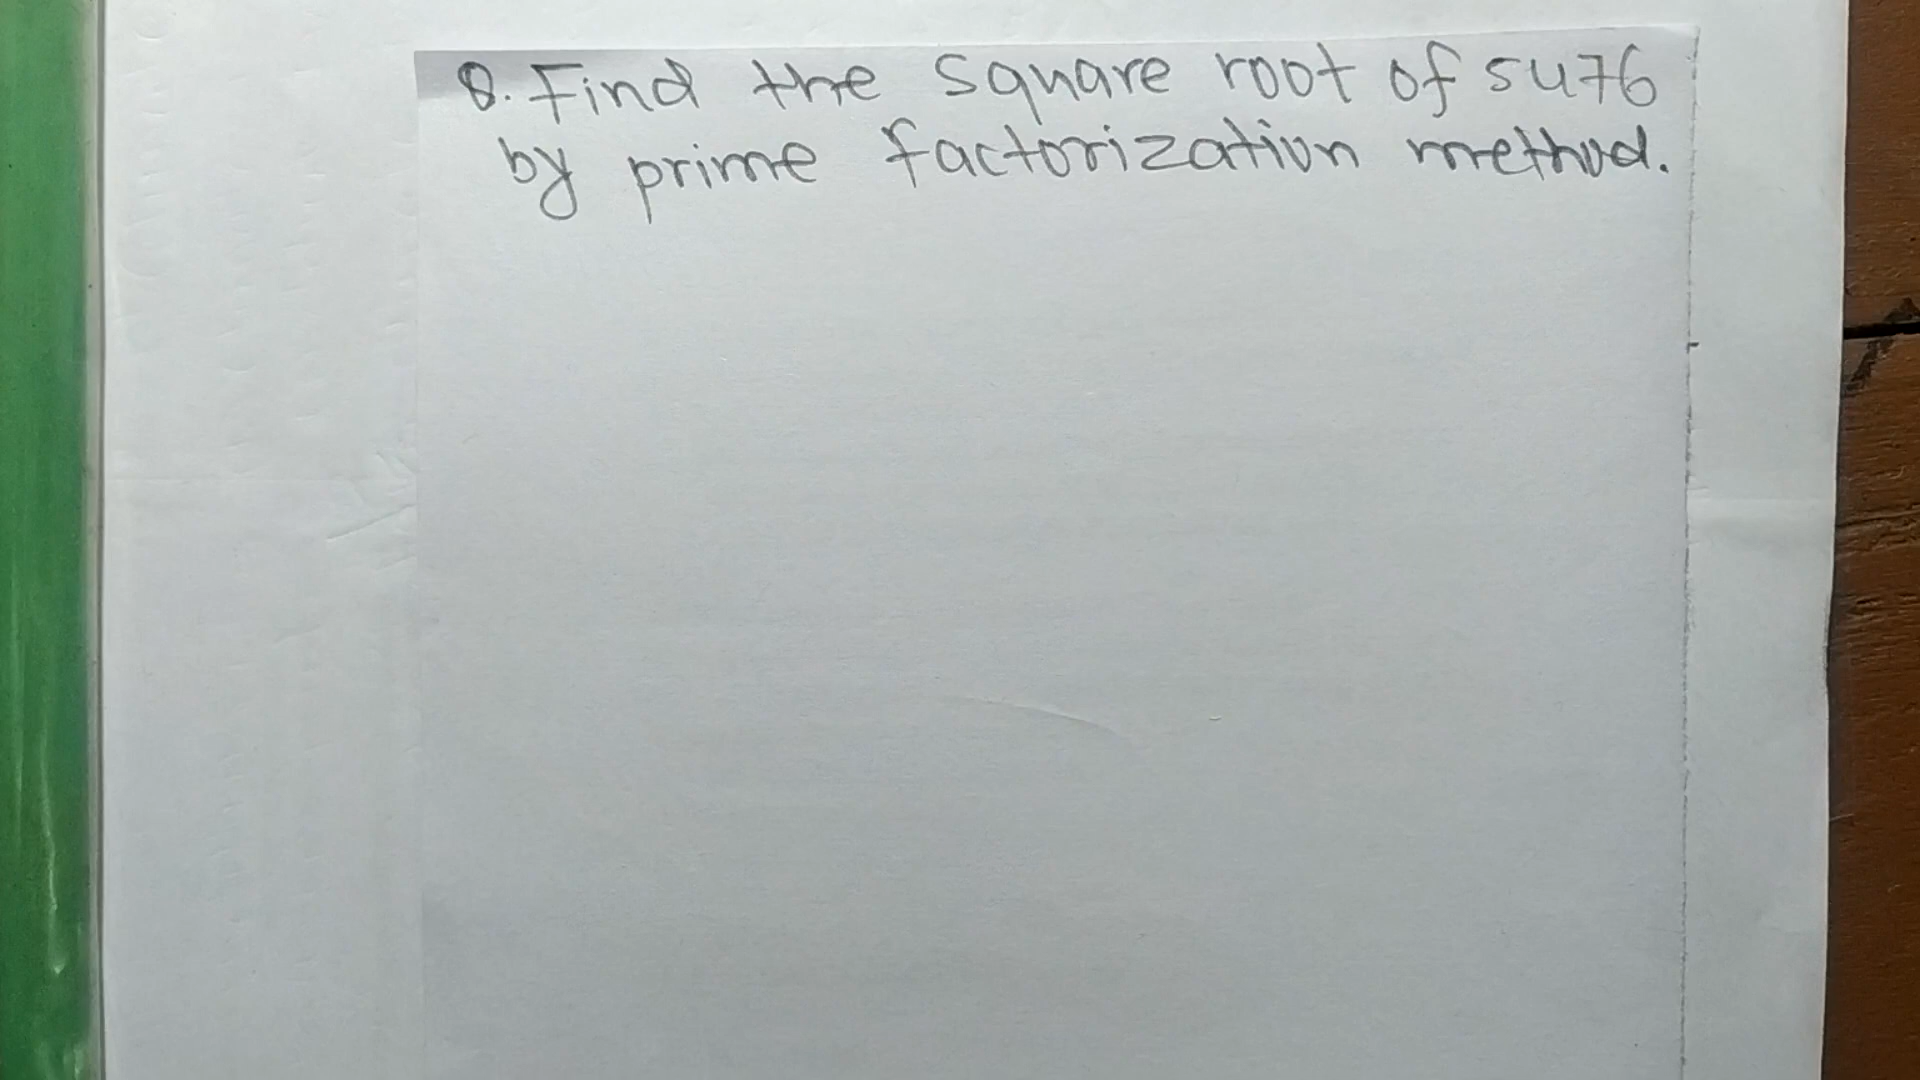 Q. Find the square root of 5476
by prime factorization method.